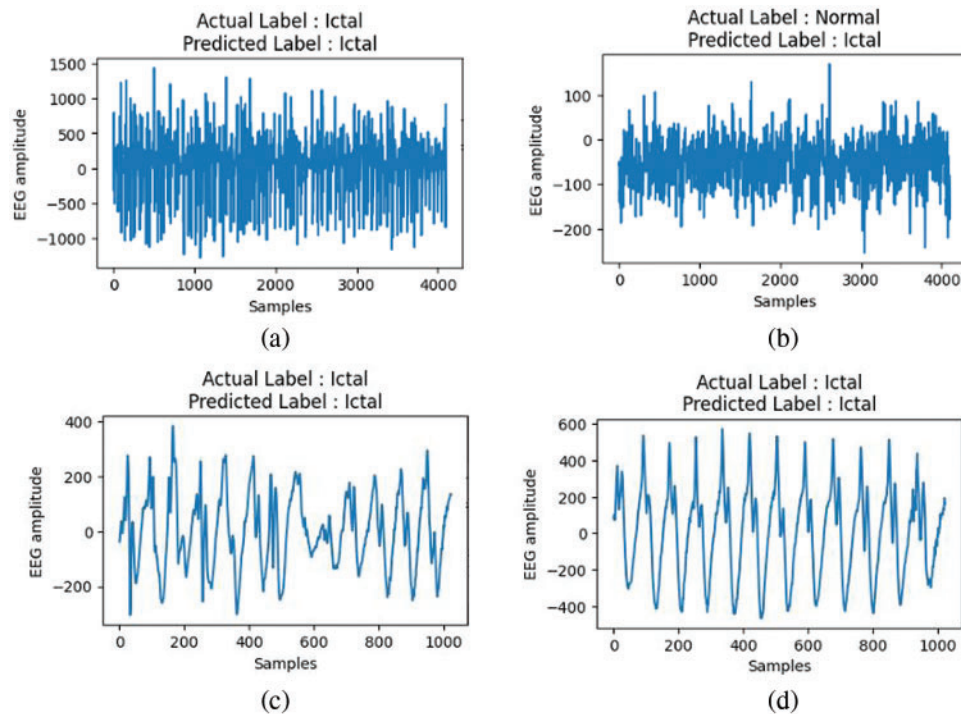 Actual Label : Ictal
Predicted Label : Ictal
1500
1000
500
0
−500
−1000
EEG amplitude
0 1000 2000 3000 4000
Samples
(a)
Actual Label : Normal
Predicted Label : Ictal
100
0
−100
−200
EEG amplitude
0 1000 2000 3000 4000
Samples
(b)
Actual Label : Ictal
Predicted Label : Ictal
400
200
0
−200
EEG amplitude
0 200 400 600 800 1000
Samples
(c)
Actual Label : Ictal
Predicted Label : Ictal
600
400
200
0
−200
−400
EEG amplitude
0 200 400 600 800 1000
Samples
(d)